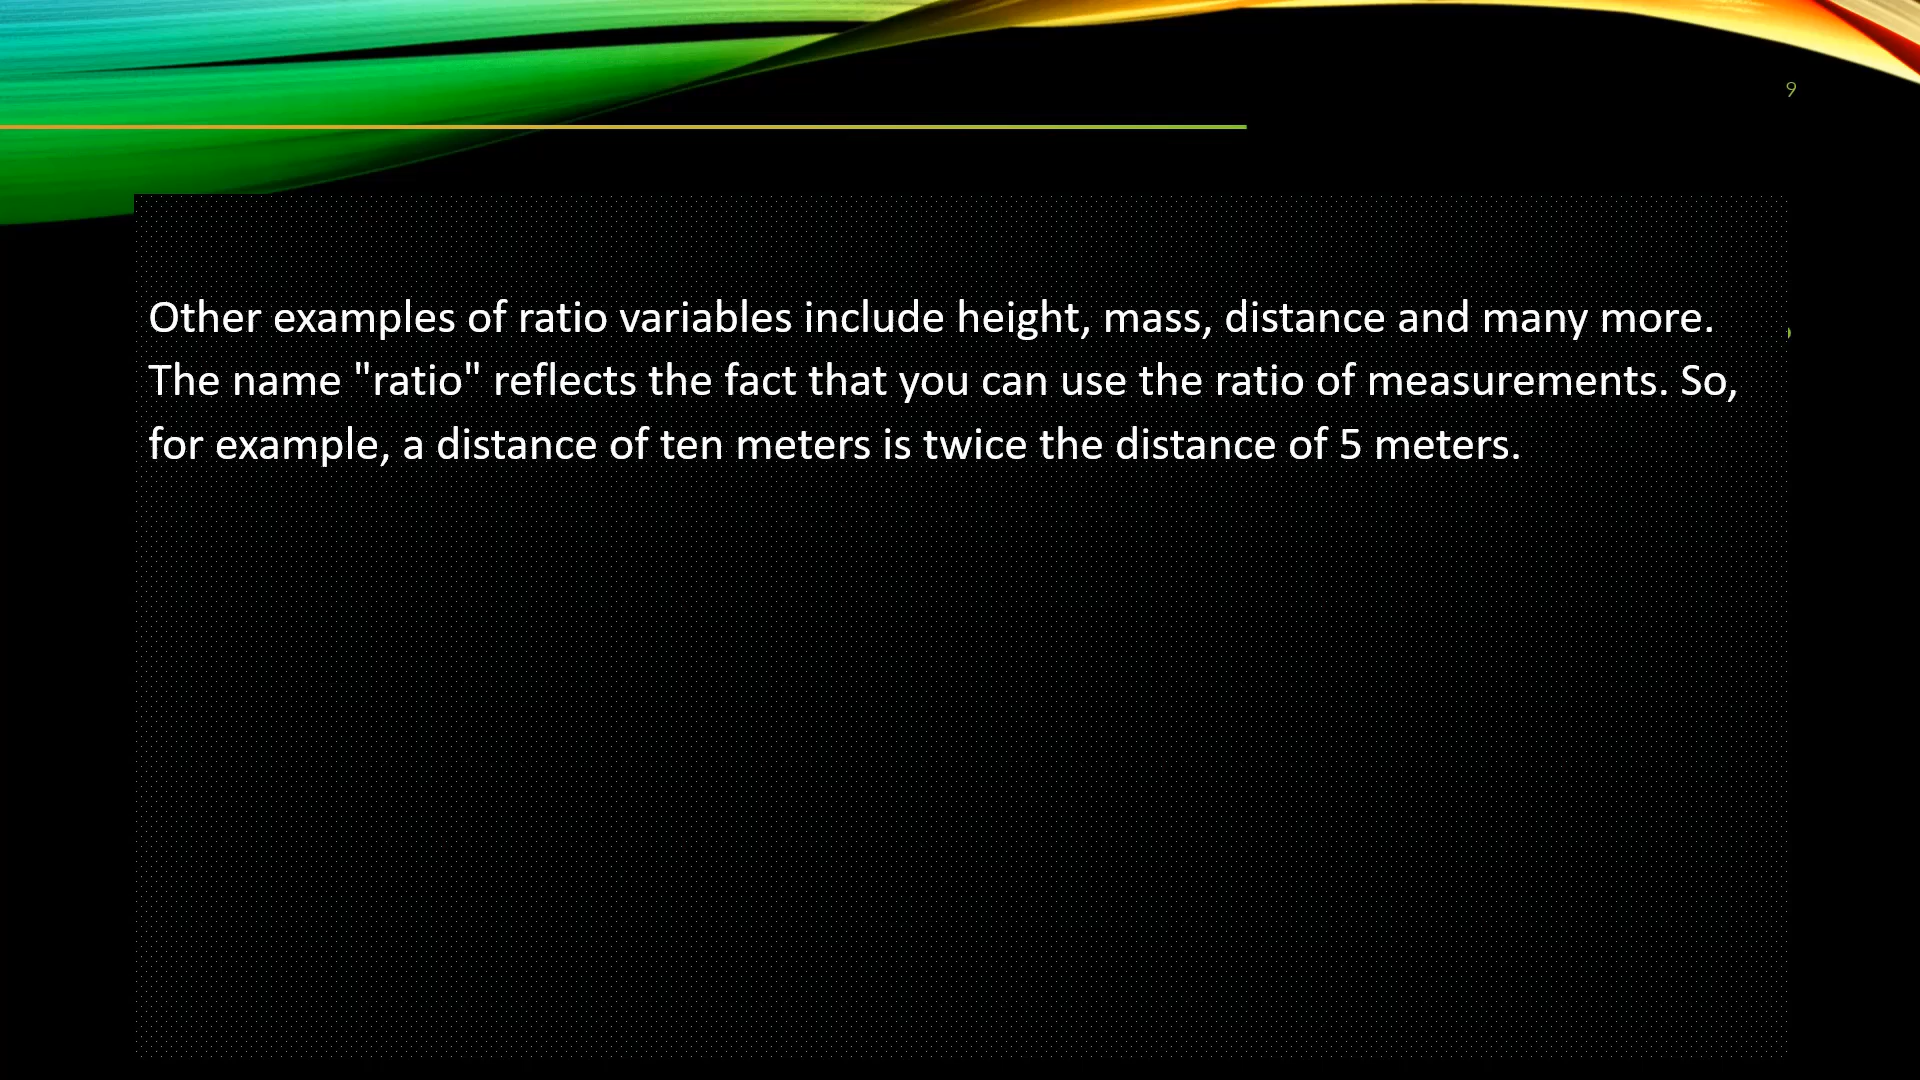 9
Other examples of ratio variables include height, mass, distance and many more.
The name "ratio" reflects the fact that you can use the ratio of measurements. So,
for example, a distance of ten meters is twice the distance of 5 meters.